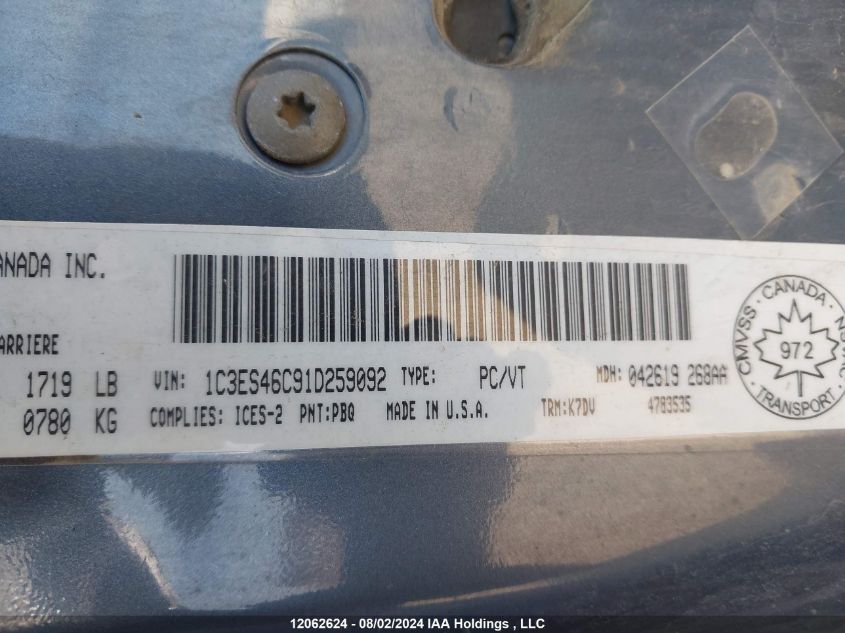 ANADA INC.
ARRIERE
1719 LB VIN: 1C3ES46C91D259092 TYPE: PC/VT MDH: 042619 268AA
0780 KG COMPLIES: ICES-2 PNT:PBQ MADE IN U.S.A. TRM:K7DV 4783535
CANADA
CMVSS
NSVAC
972
TRANSPORT
12062624 - 08/02/2024 IAA Holdings , LLC